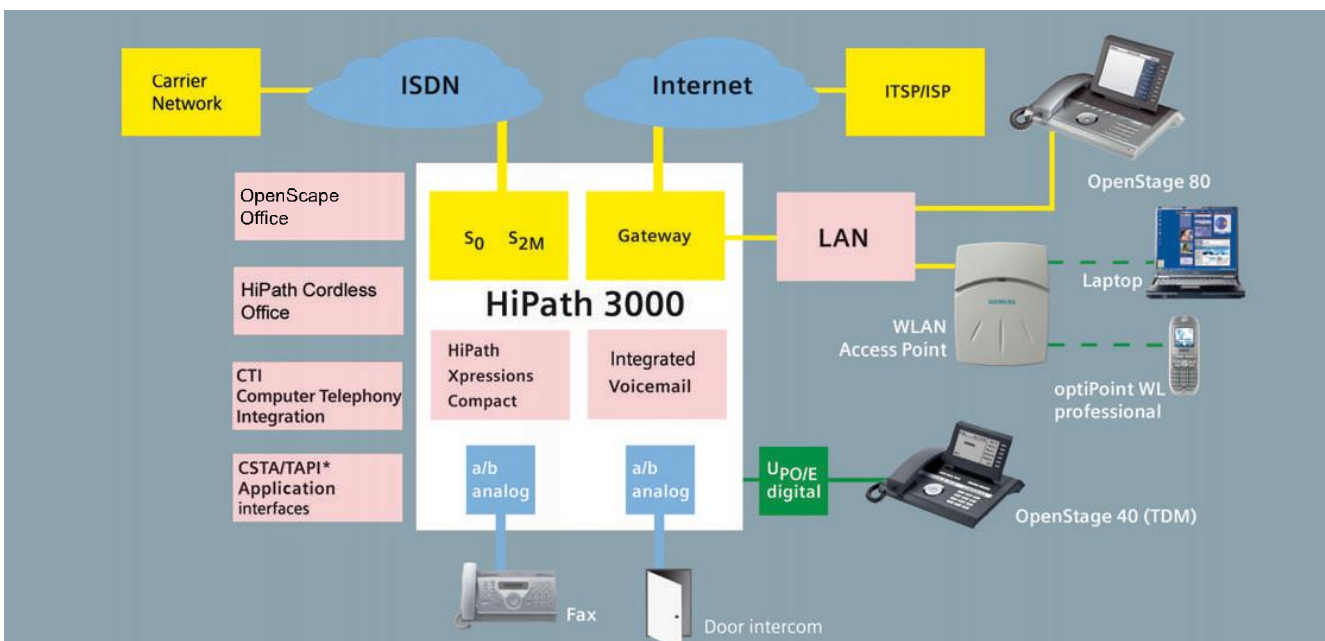 Carrier
Network
ISDN
Internet
ITSP/ISP
OpenStage 80
OpenScape
Office
S0 S2M
Gateway
LAN
HiPath Cordless
Office
HiPath 3000
Laptop
SIEMENS
WLAN
Access Point
HiPath
Xpressions
Compact
Integrated
Voicemail
CTI
Computer Telephony
Integration
optiPoint WL
professional
CSTA/TAPI*
Application
interfaces
a/b
analog
a/b
analog
UPO/E
digital
OpenStage 40 (TDM)
Fax
Door intercom